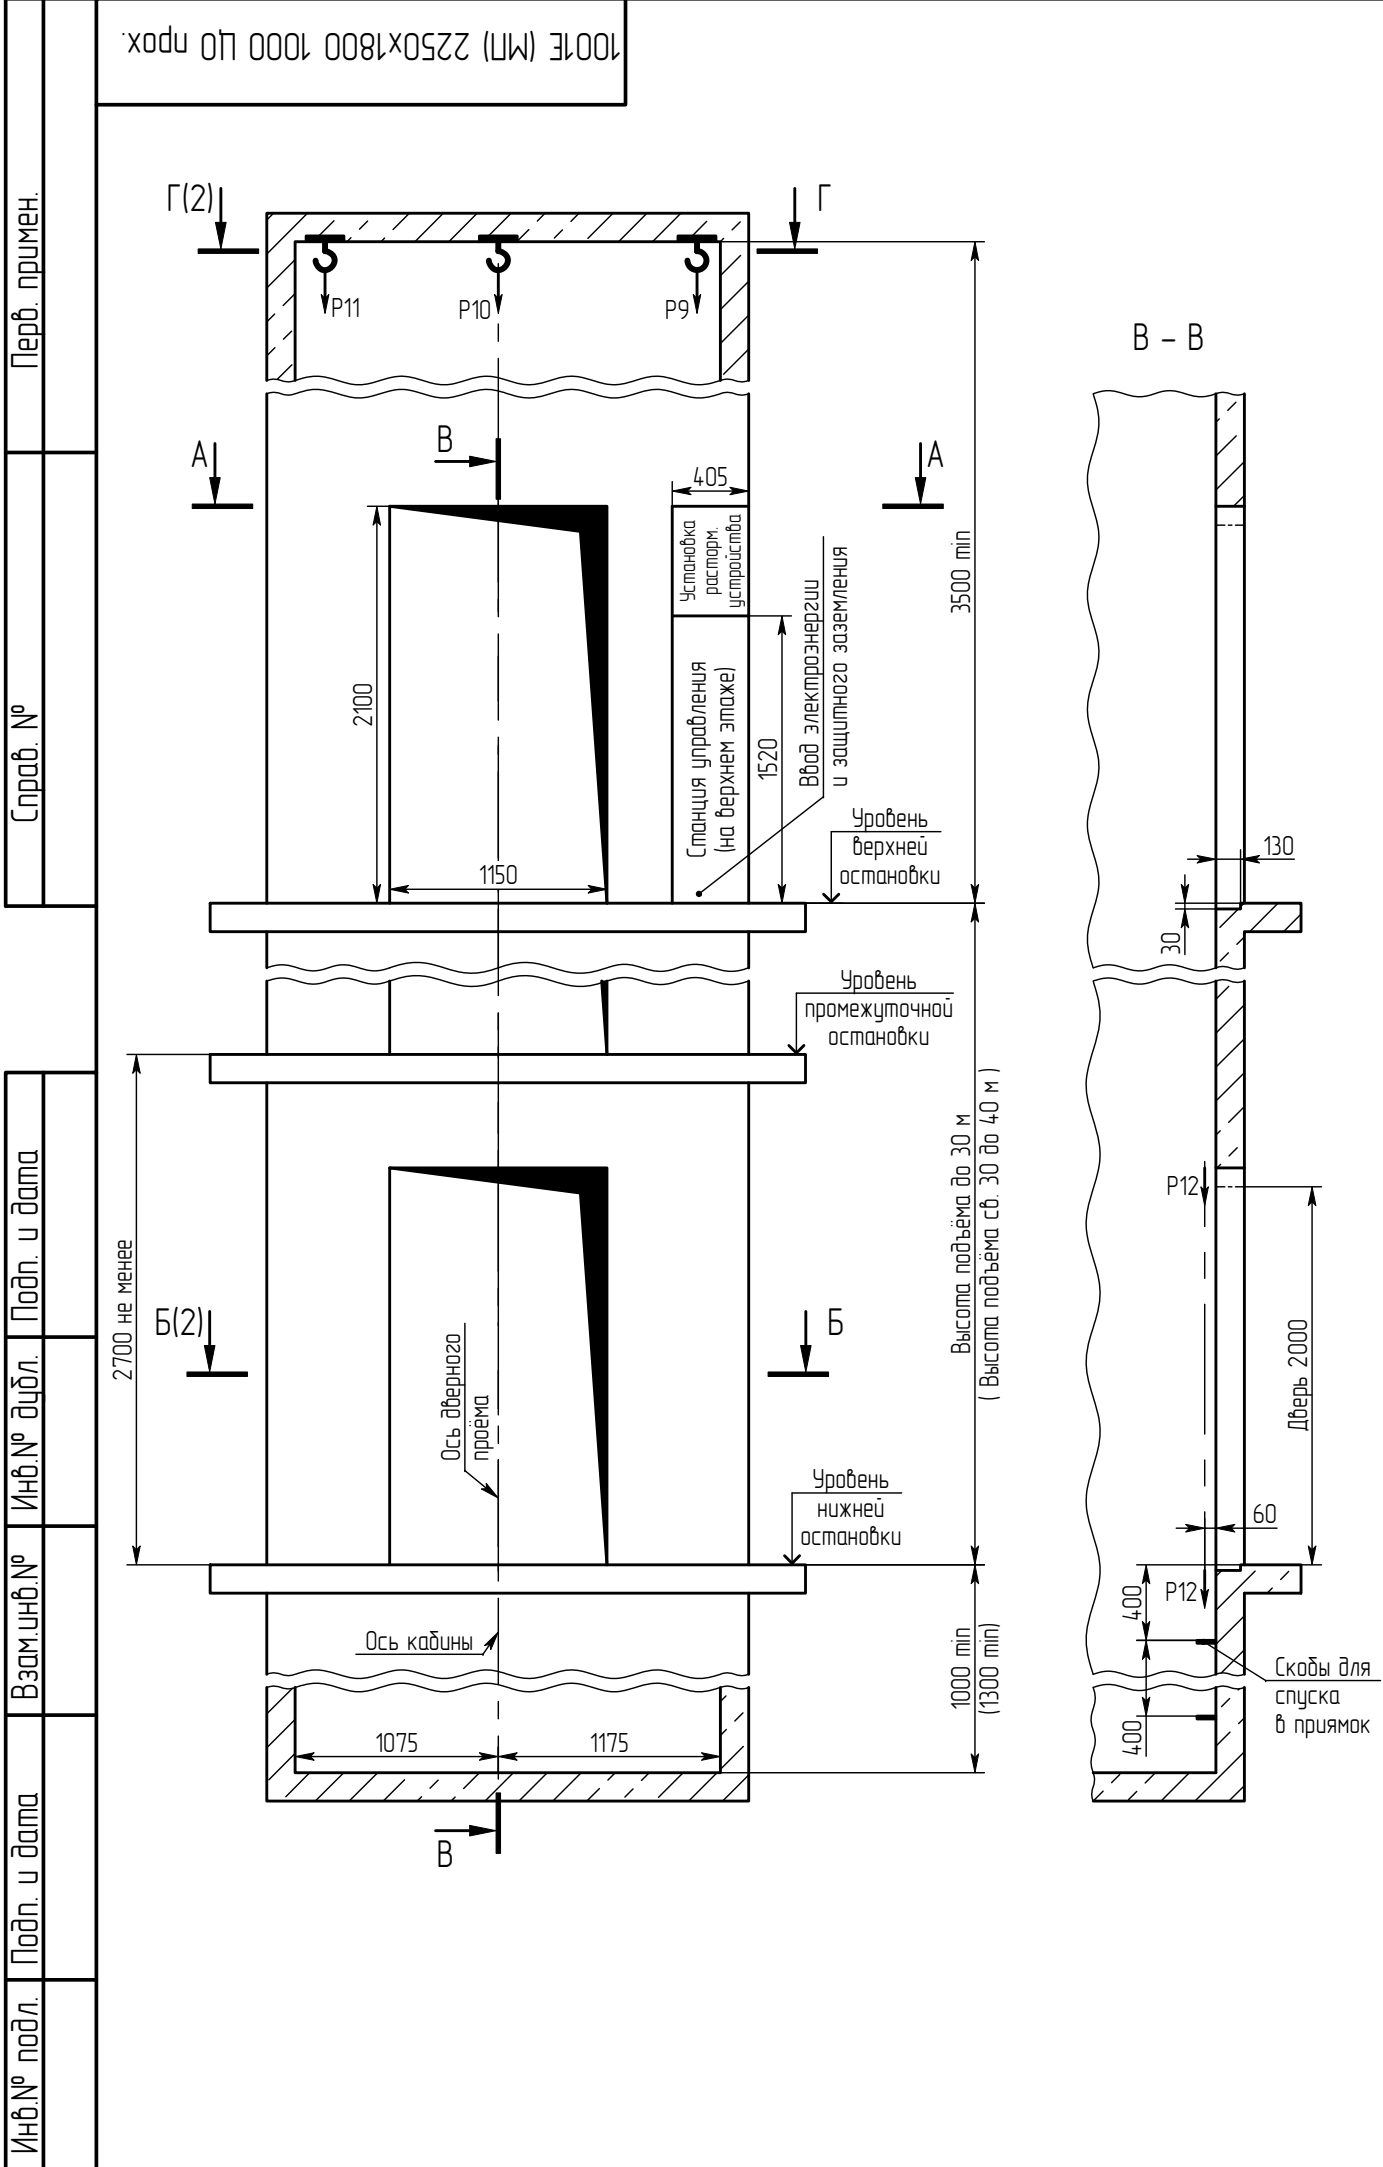 1001Е (МП) 2250х1800 1000 ЦО прох.
Перв. примен.
Справ. №
Подп. и дата
Инв.№ дубл.
Взам.инв.№
Подп. и дата
Инв.№ подл.
Г(2)
Г
Р11
Р10
Р9
В – В
А
В
А
405
Установка
расторм.
устройства
2100
Станция управления
(на верхнем этаже)
1520
Ввод электроэнергии
и защитного заземления
3500 min
1150
Уровень
верхней
остановки
130
30
Уровень
промежуточной
остановки
2700 не менее
Высота подъёма до 30 м
( Высота подъёма св. 30 до 40 м )
Р12
Б(2)
Б
Ось дверного
проёма
Дверь 2000
Уровень
нижней
остановки
60
Р12
400
Ось кабины
1000 min
(1300 min)
Скобы для
спуска
в приямок
400
1075
1175
В